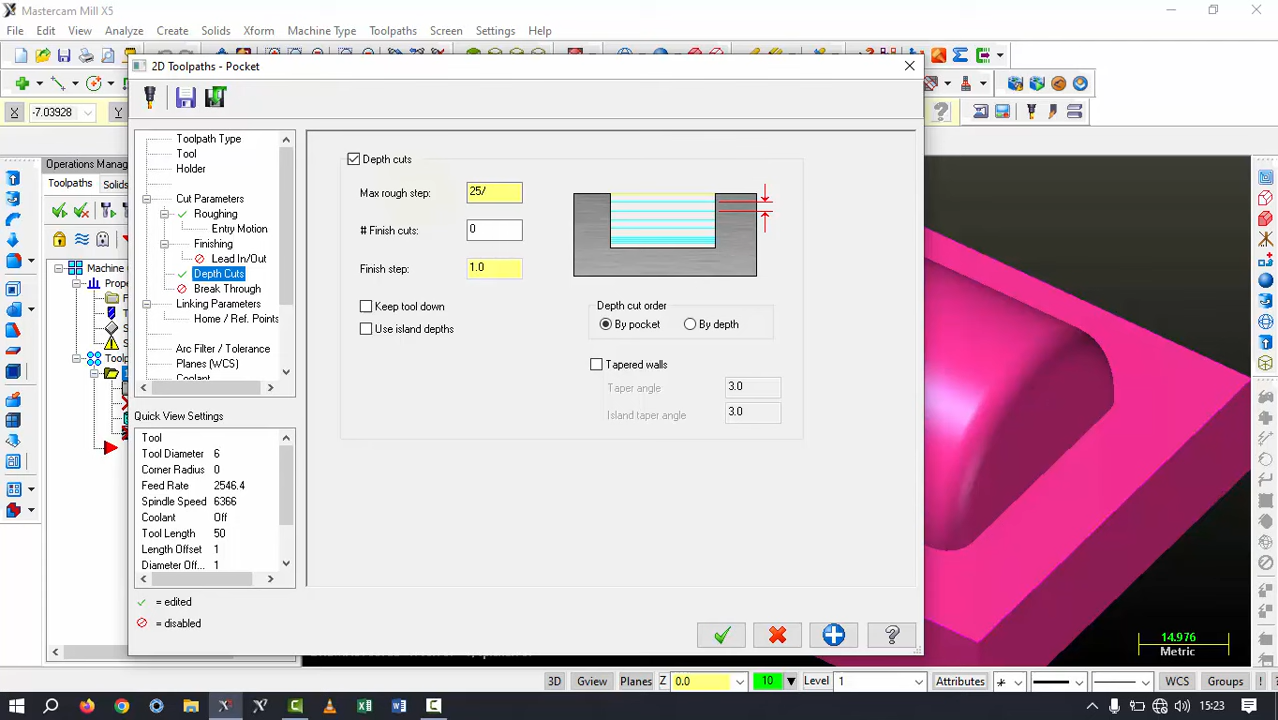 Mastercam Mill X5
File Edit View Analyze Create Solids Xform Machine Type Toolpaths Screen Settings Help
2D Toolpaths - Pocket
X -7.03928 Y
Operations Manag
Toolpaths Solids
Machine
Prope
F
T
S
S
Toolp
1
Toolpath Type
Tool
Holder
Cut Parameters
Roughing
Entry Motion
Finishing
Lead In/Out
Depth Cuts
Break Through
Linking Parameters
Home / Ref. Points
Arc Filter / Tolerance
Planes (WCS)
Coolant
Quick View Settings
Tool
Tool Diameter 6
Corner Radius 0
Feed Rate 2546.4
Spindle Speed 6366
Coolant Off
Tool Length 50
Length Offset 1
Diameter Off... 1
= edited
= disabled
Depth cuts
Max rough step: 25/
# Finish cuts: 0
Finish step: 1.0
Keep tool down
Use island depths
Depth cut order
By pocket By depth
Tapered walls
Taper angle 3.0
Island taper angle 3.0
14.976
Metric
3D Gview Planes Z 0.0 10 Level 1 Attributes WCS Groups
15:23